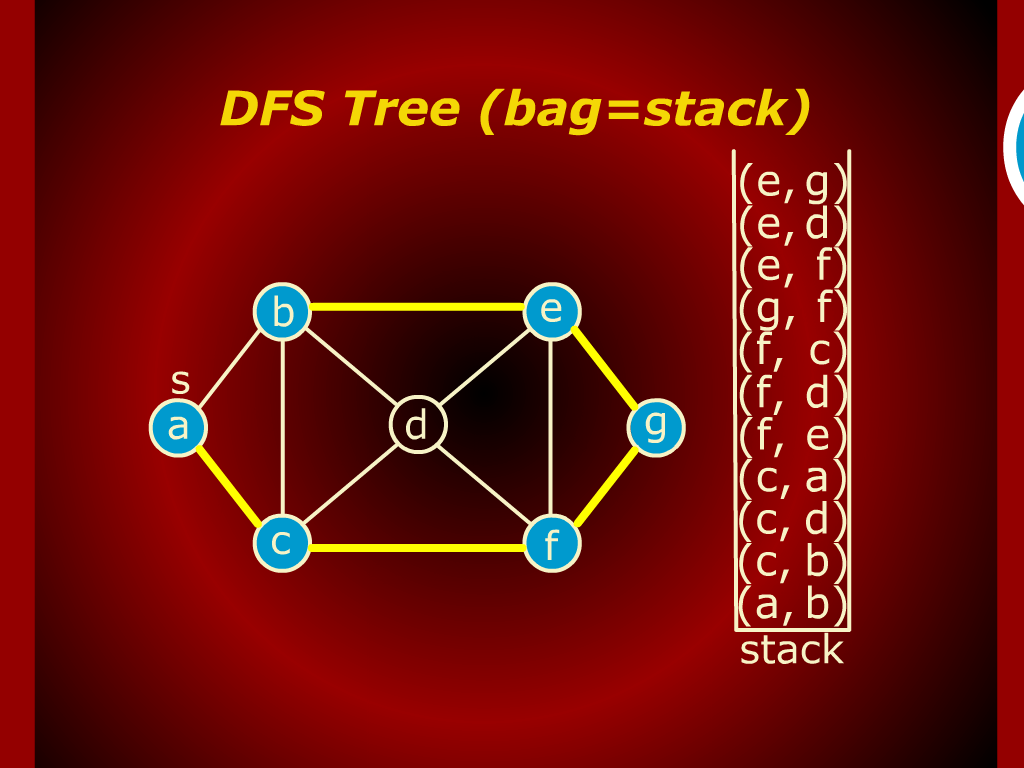 DFS Tree (bag=stack)
(e, g)
(e, d)
(e, f)
(g, f)
(f, c)
(f, d)
(f, e)
(c, a)
(c, d)
(c, b)
(a, b)
stack
b
e
s
a
d
g
c
f